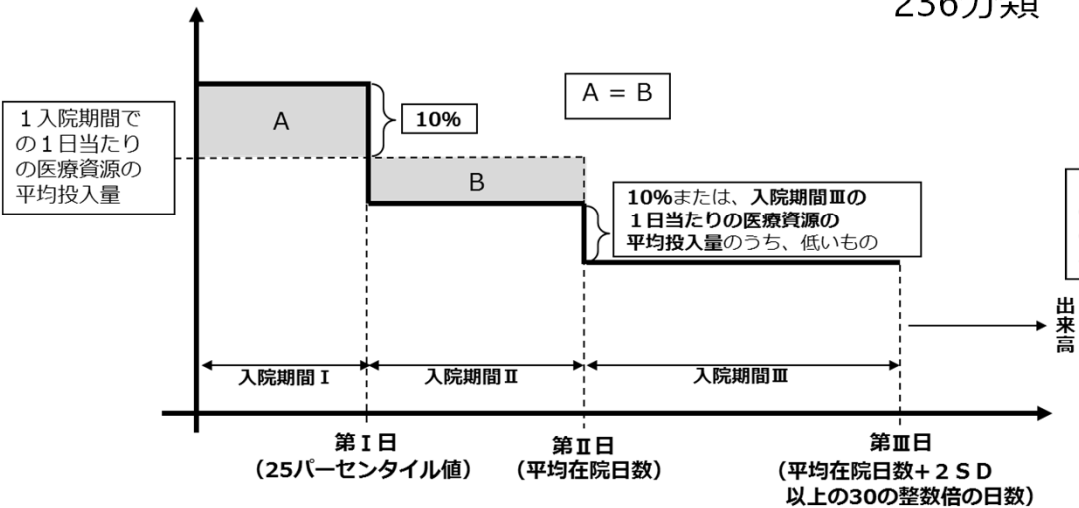 236分類
A = B
A
10%
１入院期間で
の１日当たり
の医療資源の
平均投入量
B
10%または、入院期間Ⅲの
１日当たりの医療資源の
平均投入量のうち、低いもの
出来高
入院期間Ⅰ
入院期間Ⅱ
入院期間Ⅲ
第Ⅰ日
（25パーセンタイル値）
第Ⅱ日
（平均在院日数）
第Ⅲ日
（平均在院日数+２ＳＤ
以上の30の整数倍の日数）